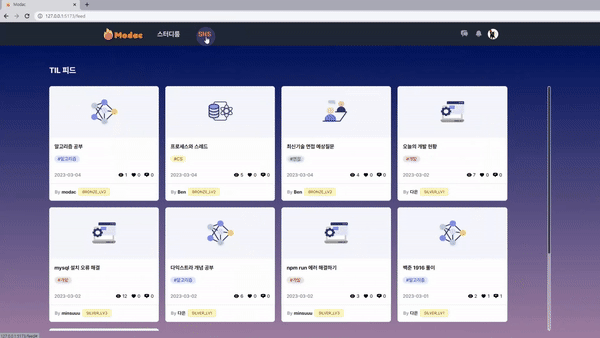 Modac
127.0.0.1:5173/feed
Modac
스터디룸
SNS
TIL 피드
알고리즘 공부
#알고리즘
2023-03-04
1 0 0
By modac BRONZE_LV2
프로세스와 스레드
#CS
2023-03-04
5 0 0
By Ben BRONZE_LV2
최신기술 면접 예상질문
#면접
2023-03-04
4 0 0
By Ben BRONZE_LV2
오늘의 개발 현황
#개발
2023-03-02
7 0 0
By 다은 SILVER_LV1
mysql 설치 오류 해결
#개발
2023-03-02
12 0 0
By minsuuu SILVER_LV3
다익스트라 개념 공부
#알고리즘
2023-03-02
6 0 0
By 다은 SILVER_LV1
npm run 에러 해결하기
#개발
2023-03-02
3 0 0
By minsuuu SILVER_LV3
백준 1916 풀이
#알고리즘
2023-03-01
2 1 1
By 다은 SILVER_LV1
127.0.0.1:5173/feed#